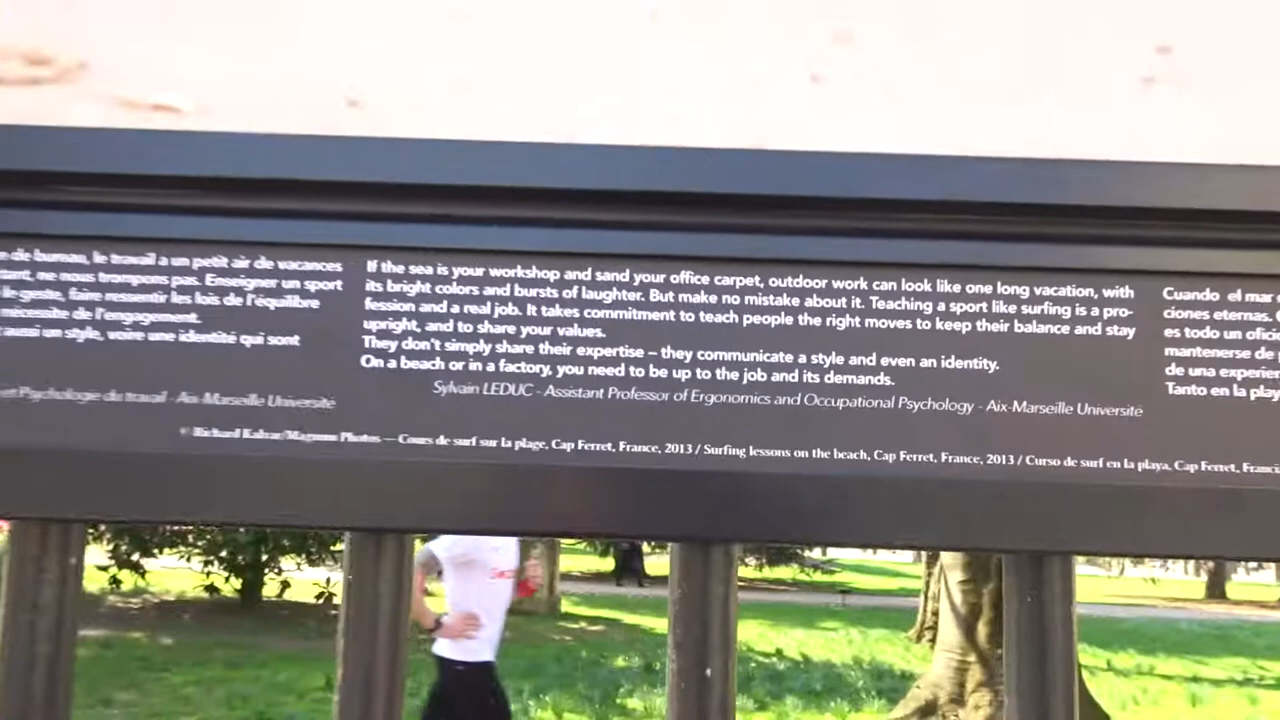 e de bureau, le travail a un petit air de vacances
tant, ne nous trompons pas. Enseigner un sport
le geste, faire ressentir les lois de l'équilibre
nécessite de l'engagement.
aussi un style, voire une identité qui sont
et Psychologie du travail - Aix-Marseille Université
If the sea is your workshop and sand your office carpet, outdoor work can look like one long vacation, with
its bright colors and bursts of laughter. But make no mistake about it. Teaching a sport like surfing is a pro-
fession and a real job. It takes commitment to teach people the right moves to keep their balance and stay
upright, and to share your values.
They don't simply share their expertise – they communicate a style and even an identity.
On a beach or in a factory, you need to be up to the job and its demands.
Sylvain LEDUC - Assistant Professor of Ergonomics and Occupational Psychology - Aix-Marseille Université
Cuando el mar
ciones eternas.
es todo un ofici
mantenerse de
de una experien
Tanto en la play
© Richard Kalvar/Magnum Photos — Cours de surf sur la plage, Cap Ferret, France, 2013 / Surfing lessons on the beach, Cap Ferret, France, 2013 / Curso de surf en la playa, Cap Ferret, Franci